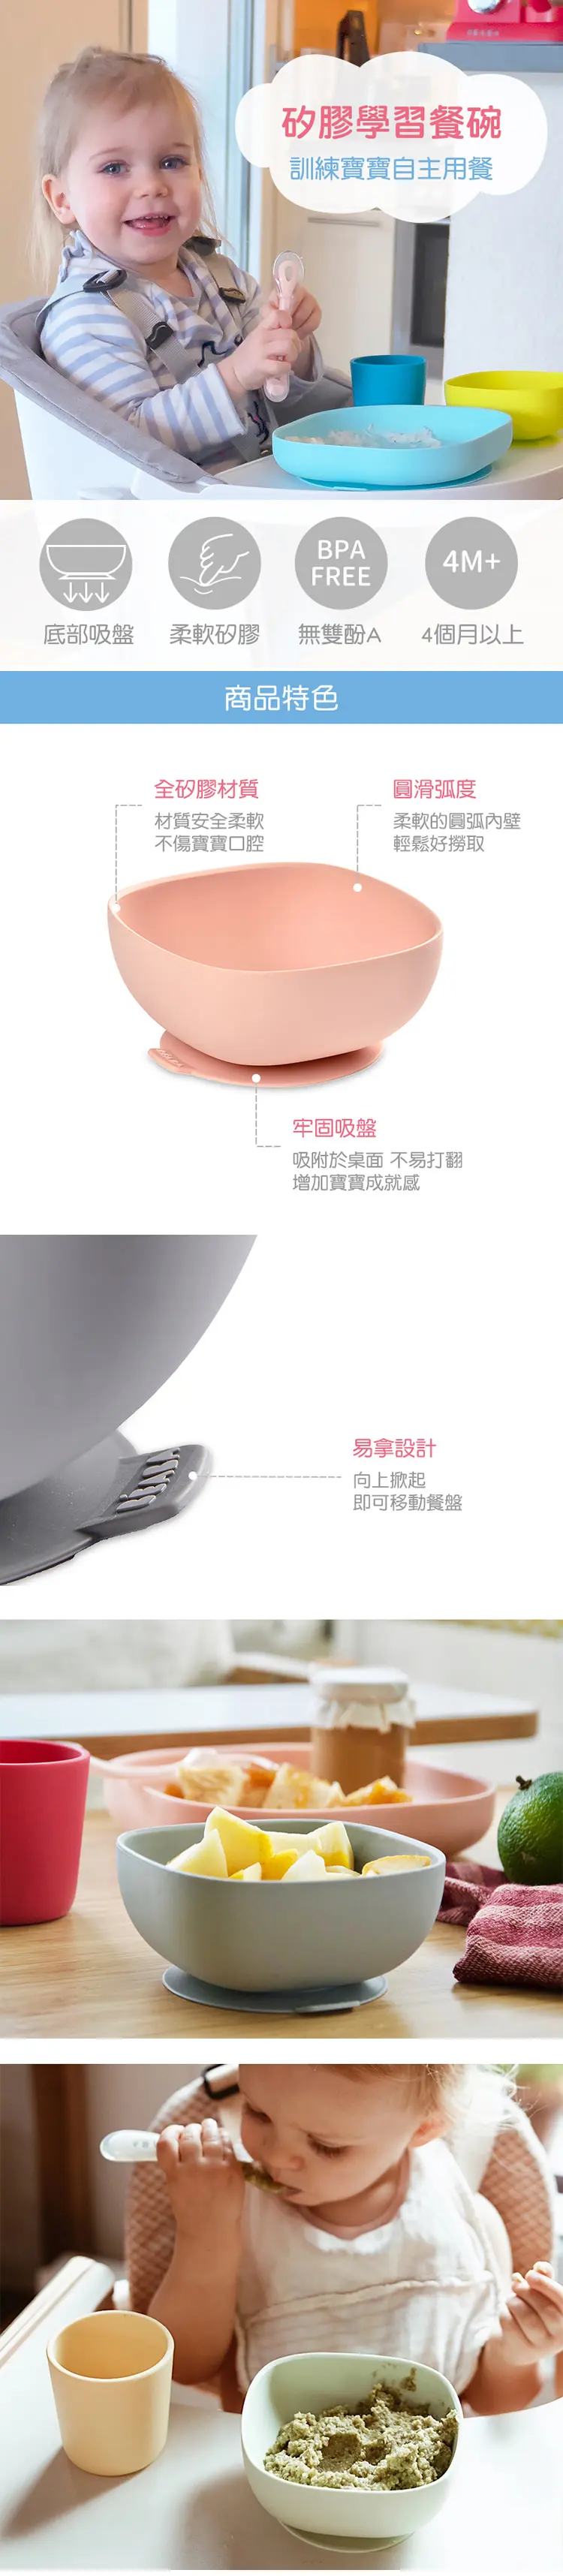 矽膠學習餐碗
訓練寶寶自主用餐
BPA
FREE
4M+
底部吸盤
柔軟矽膠
無雙酚A
4個月以上
商品特色
全矽膠材質
材質安全柔軟
不傷寶寶口腔
圓滑弧度
柔軟的圓弧內壁
輕鬆好撈取
牢固吸盤
吸附於桌面 不易打翻
增加寶寶成就感
易拿設計
向上掀起
即可移動餐盤